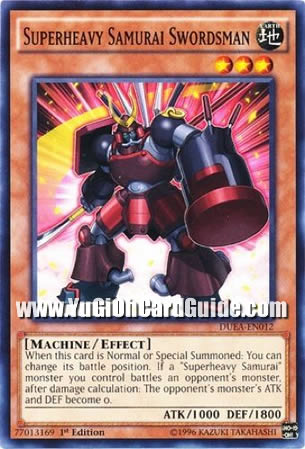 SUPERHEAVY SAMURAI SWORDSMAN
EARTH
地
www.YuGiOhCardGuide.com
DUEA-EN012
[Machine/Effect]
When this card is Normal or Special Summoned: You can
change its battle position. If a "Superheavy Samurai"
monster you control battles an opponent's monster,
after damage calculation: The opponent's monster's ATK
and DEF become 0.
ATK/1000 DEF/1800
77013169 1st Edition ©1996 KAZUKI TAKAHASHI